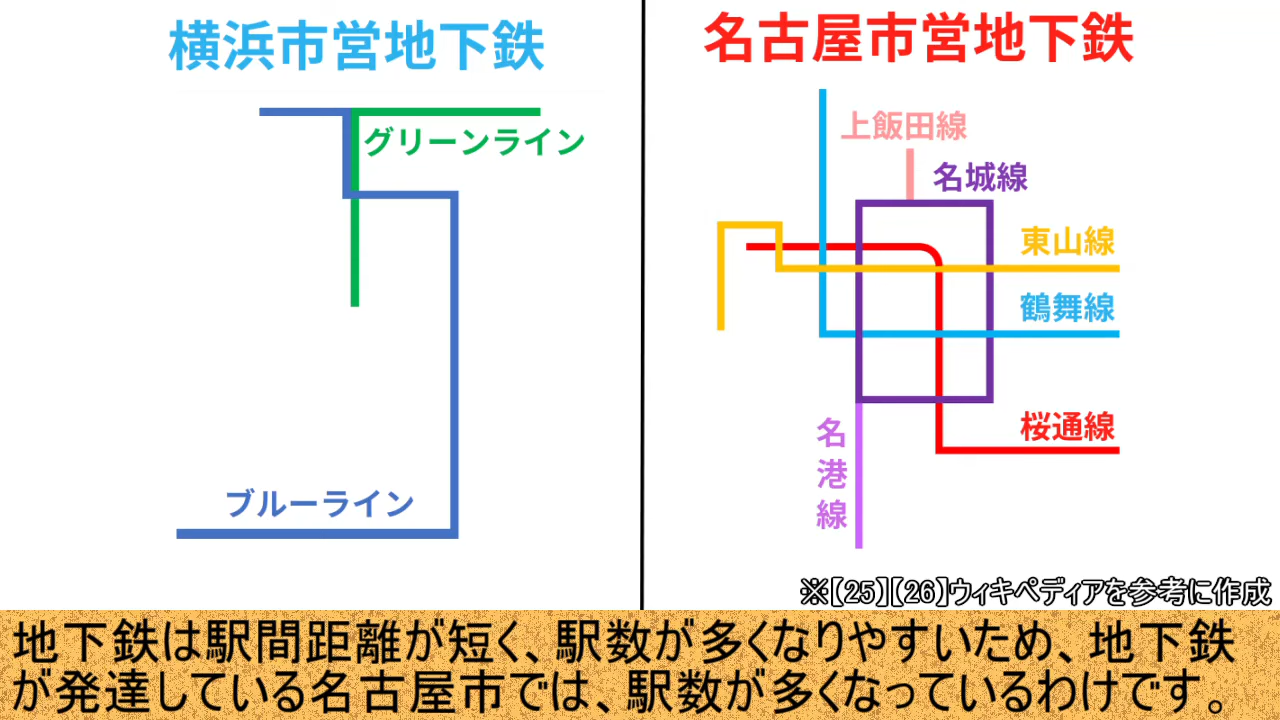 横浜市営地下鉄
グリーンライン
ブルーライン
名古屋市営地下鉄
上飯田線
名城線
東山線
鶴舞線
桜通線
名港線
※【25】【26】ウィキペディアを参考に作成
地下鉄は駅間距離が短く、駅数が多くなりやすいため、地下鉄
が発達している名古屋市では、駅数が多くなっているわけです。